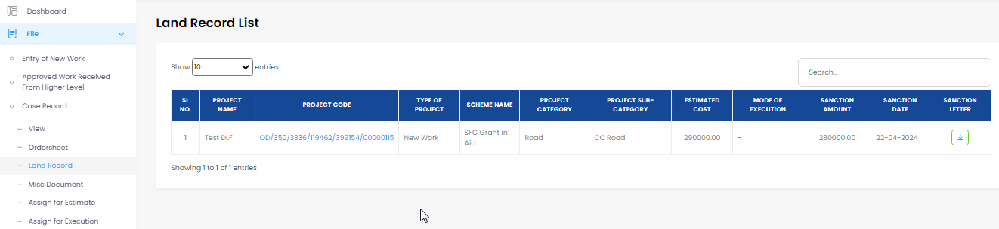 Dashboard
File
Entry of New Work
Approved Work Received
From Higher Level
Case Record
View
Ordersheet
Land Record
Misc Document
Assign for Estimate
Assign for Execution
Land Record List
Show 10 entries
Search...
SL NO. PROJECT NAME PROJECT CODE TYPE OF PROJECT SCHEME NAME PROJECT CATEGORY PROJECT SUB-CATEGORY ESTIMATED COST MODE OF EXECUTION SANCTION AMOUNT SANCTION DATE SANCTION LETTER
1 Test DLF OD/350/3336/119462/399154/00000115 New Work SFC Grant in Aid Road CC Road 290000.00 - 280000.00 22-04-2024
Showing 1 to 1 of 1 entries